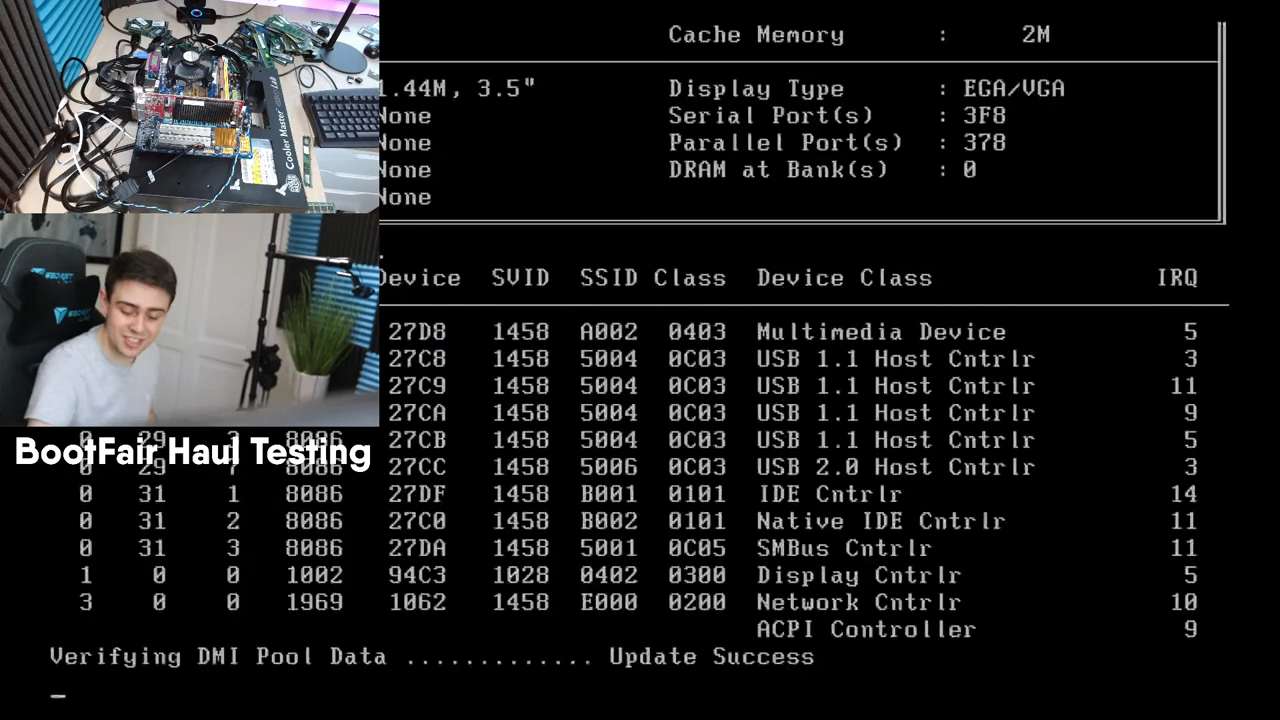 Cache Memory : 2M
1.44M, 3.5" Display Type : EGA/VGA
None Serial Port(s) : 3F8
None Parallel Port(s) : 378
None DRAM at Bank(s) : 0
None
Device SVID SSID Class Device Class IRQ
27D8 1458 A002 0403 Multimedia Device 5
27C8 1458 5004 0C03 USB 1.1 Host Cntrlr 3
27C9 1458 5004 0C03 USB 1.1 Host Cntrlr 11
27CA 1458 5004 0C03 USB 1.1 Host Cntrlr 9
0 29 3 8086 27CB 1458 5004 0C03 USB 1.1 Host Cntrlr 5
BootFair Haul Testing
0 29 7 8086 27CC 1458 5006 0C03 USB 2.0 Host Cntrlr 3
0 31 1 8086 27DF 1458 B001 0101 IDE Cntrlr 14
0 31 2 8086 27C0 1458 B002 0101 Native IDE Cntrlr 11
0 31 3 8086 27DA 1458 5001 0C05 SMBus Cntrlr 11
1 0 0 1002 94C3 1028 0402 0300 Display Cntrlr 5
3 0 0 1969 1062 1458 E000 0200 Network Cntrlr 10
ACPI Controller 9
Verifying DMI Pool Data ............. Update Success
Cooler Master